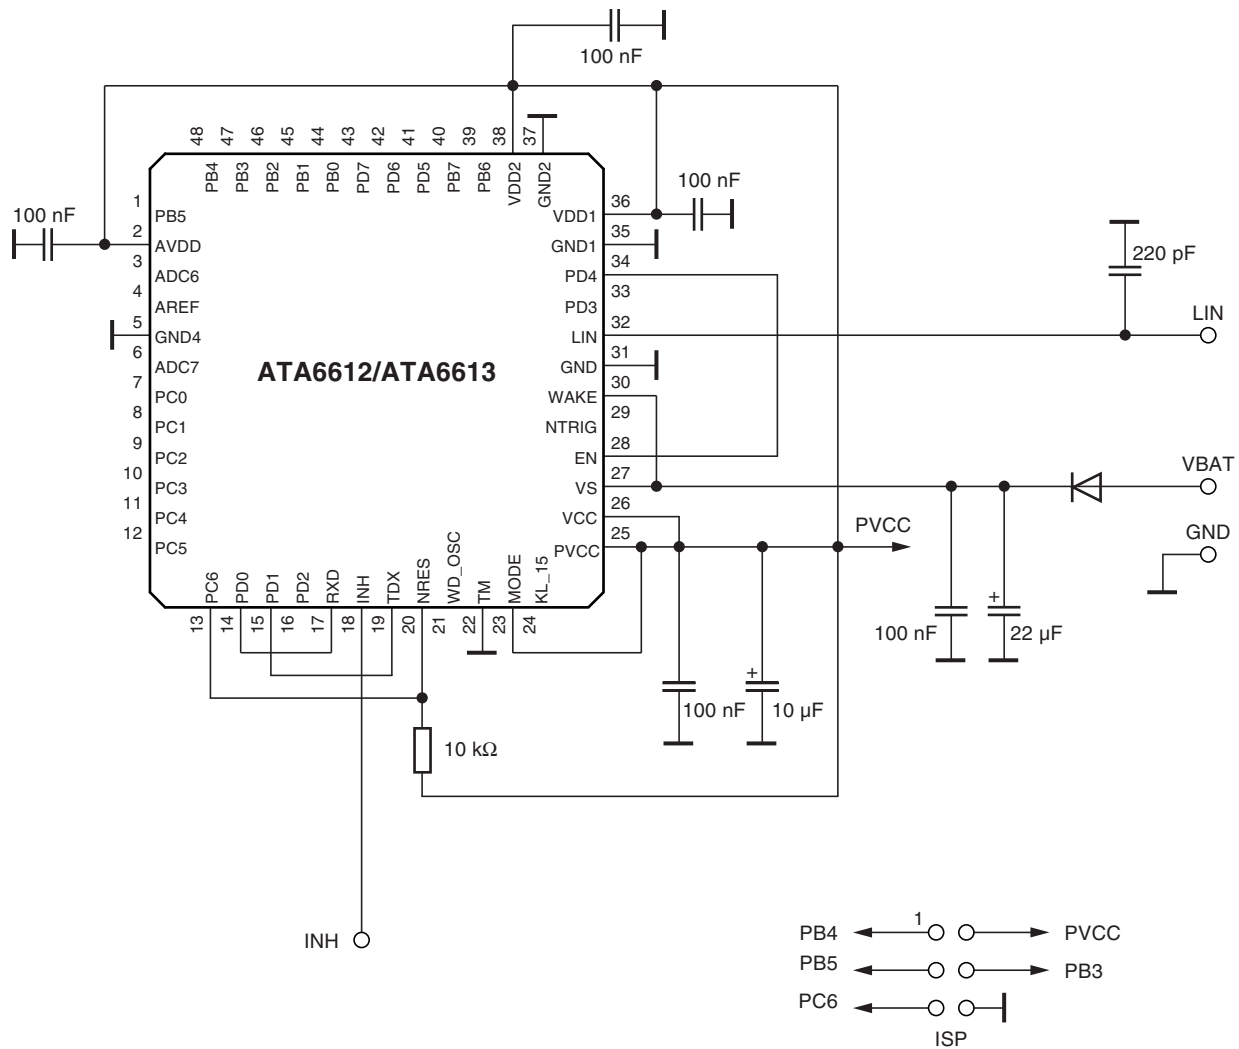 100 nF
48 47 46 45 44 43 42 41 40 39 38 37
PB4 PB3 PB2 PB1 PB0 PD7 PD6 PD5 PB7 PB6 VDD2 GND2
100 nF
1 PB5
2 AVDD
3 ADC6
4 AREF
5 GND4
6 ADC7
7 PC0
8 PC1
9 PC2
10 PC3
11 PC4
12 PC5
ATA6612/ATA6613
100 nF
VDD1 36
GND1 35
PD4 34
PD3 33
LIN 32
GND 31
WAKE 30
NTRIG 29
EN 28
VS 27
VCC 26
PVCC 25
220 pF
LIN
VBAT
GND
PVCC
PC6 PD0 PD1 PD2 RXD INH TDX NRES WD_OSC TM MODE KL_15
13 14 15 16 17 18 19 20 21 22 23 24
100 nF
+
22 µF
100 nF
+
10 µF
10 kΩ
INH
1
PB4 PVCC
PB5 PB3
PC6
ISP